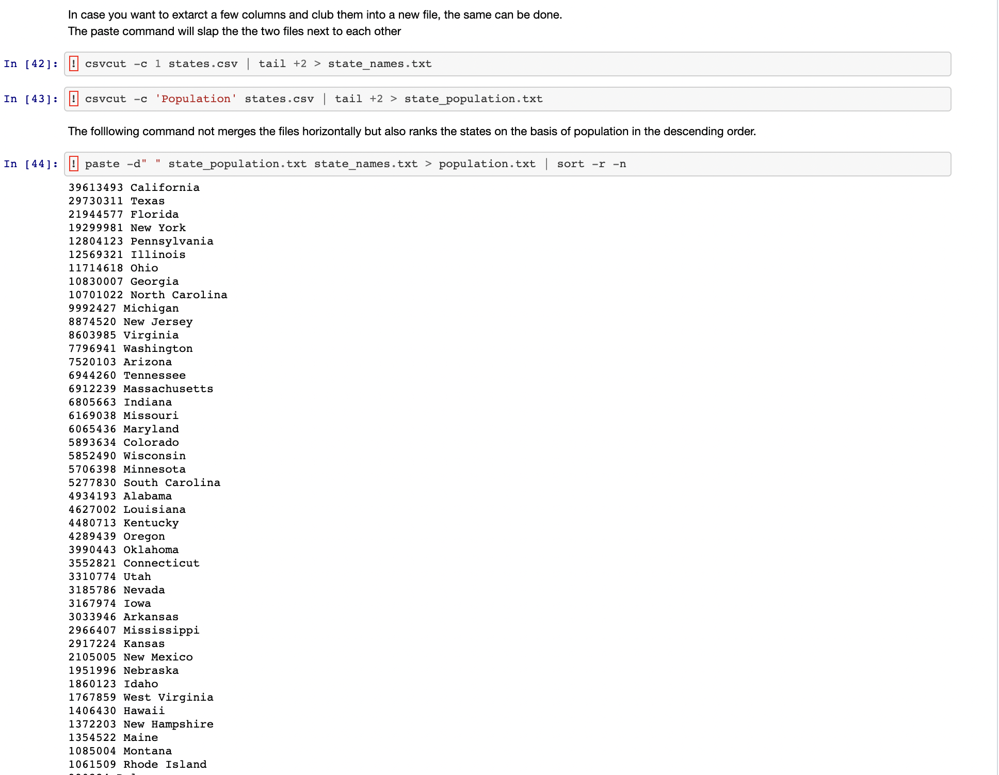 In case you want to extarct a few columns and club them into a new file, the same can be done.
The paste command will slap the the two files next to each other
In [42]: ! csvcut -c 1 states.csv | tail +2 > state_names.txt
In [43]: ! csvcut -c 'Population' states.csv | tail +2 > state_population.txt
The folllowing command not merges the files horizontally but also ranks the states on the basis of population in the descending order.
In [44]: ! paste -d" " state_population.txt state_names.txt > population.txt | sort -r -n
39613493 California
29730311 Texas
21944577 Florida
19299981 New York
12804123 Pennsylvania
12569321 Illinois
11714618 Ohio
10830007 Georgia
10701022 North Carolina
9992427 Michigan
8874520 New Jersey
8603985 Virginia
7796941 Washington
7520103 Arizona
6944260 Tennessee
6912239 Massachusetts
6805663 Indiana
6169038 Missouri
6065436 Maryland
5893634 Colorado
5852490 Wisconsin
5706398 Minnesota
5277830 South Carolina
4934193 Alabama
4627002 Louisiana
4480713 Kentucky
4289439 Oregon
3990443 Oklahoma
3552821 Connecticut
3310774 Utah
3185786 Nevada
3167974 Iowa
3033946 Arkansas
2966407 Mississippi
2917224 Kansas
2105005 New Mexico
1951996 Nebraska
1860123 Idaho
1767859 West Virginia
1406430 Hawaii
1372203 New Hampshire
1354522 Maine
1085004 Montana
1061509 Rhode Island